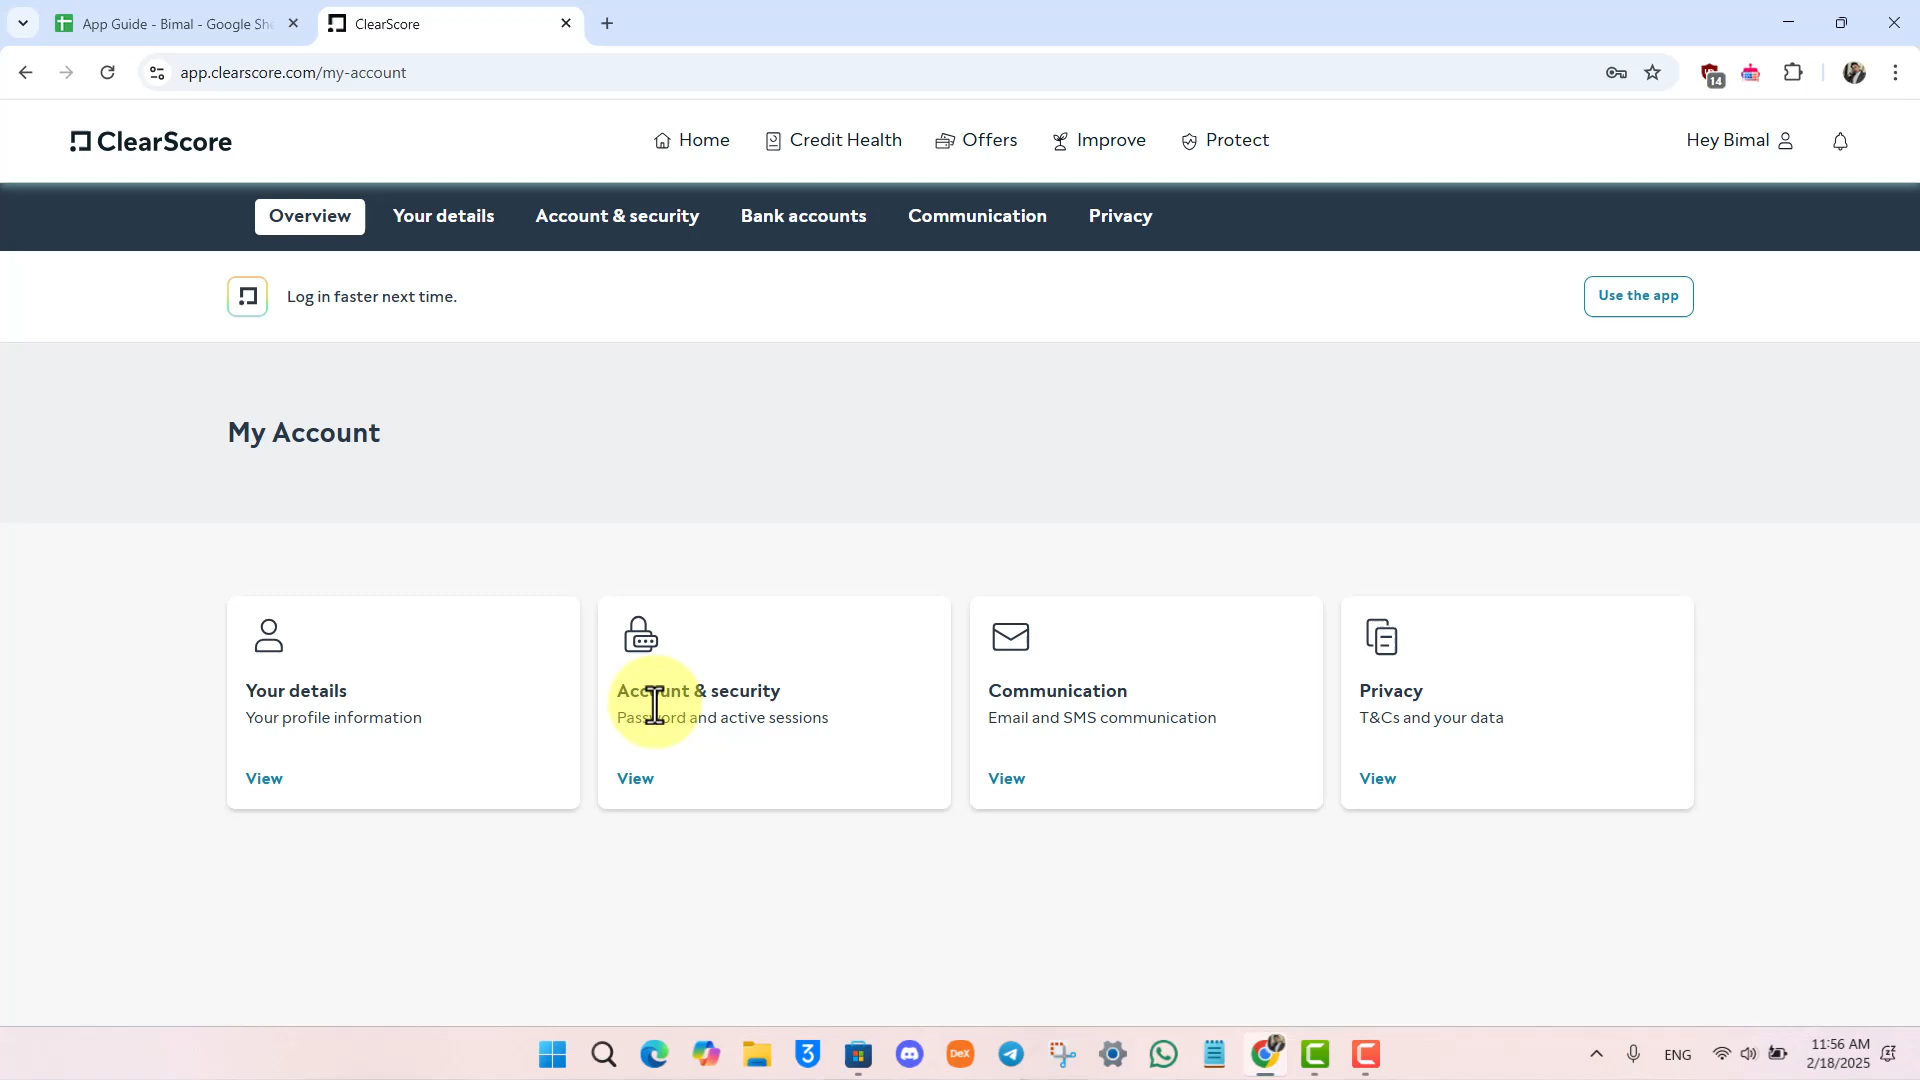 App Guide - Bimal - Google She
ClearScore
app.clearscore.com/my-account
14
ClearScore
Home
Credit Health
Offers
Improve
Protect
Hey Bimal
Overview
Your details
Account & security
Bank accounts
Communication
Privacy
Log in faster next time.
Use the app
My Account
Your details
Your profile information
View
Account & security
Password and active sessions
View
Communication
Email and SMS communication
View
Privacy
T&Cs and your data
View
3
DeX
ENG
11:56 AM
2/18/2025